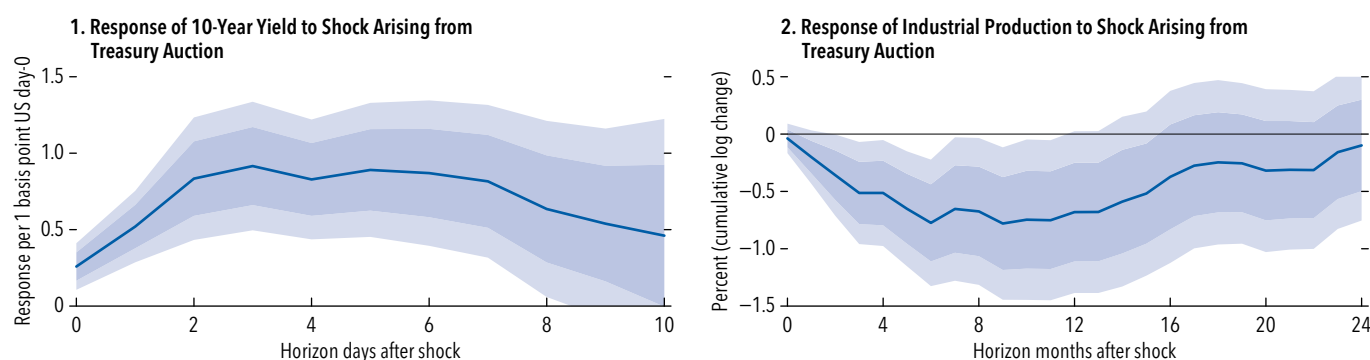 1. Response of 10-Year Yield to Shock Arising from
Treasury Auction
Response per 1 basis point US day-0
1.5
1.0
0.5
0
0
2
4
6
8
10
Horizon days after shock
2. Response of Industrial Production to Shock Arising from
Treasury Auction
Percent (cumulative log change)
0.5
0
−0.5
−1.0
−1.5
0
4
8
12
16
20
24
Horizon months after shock